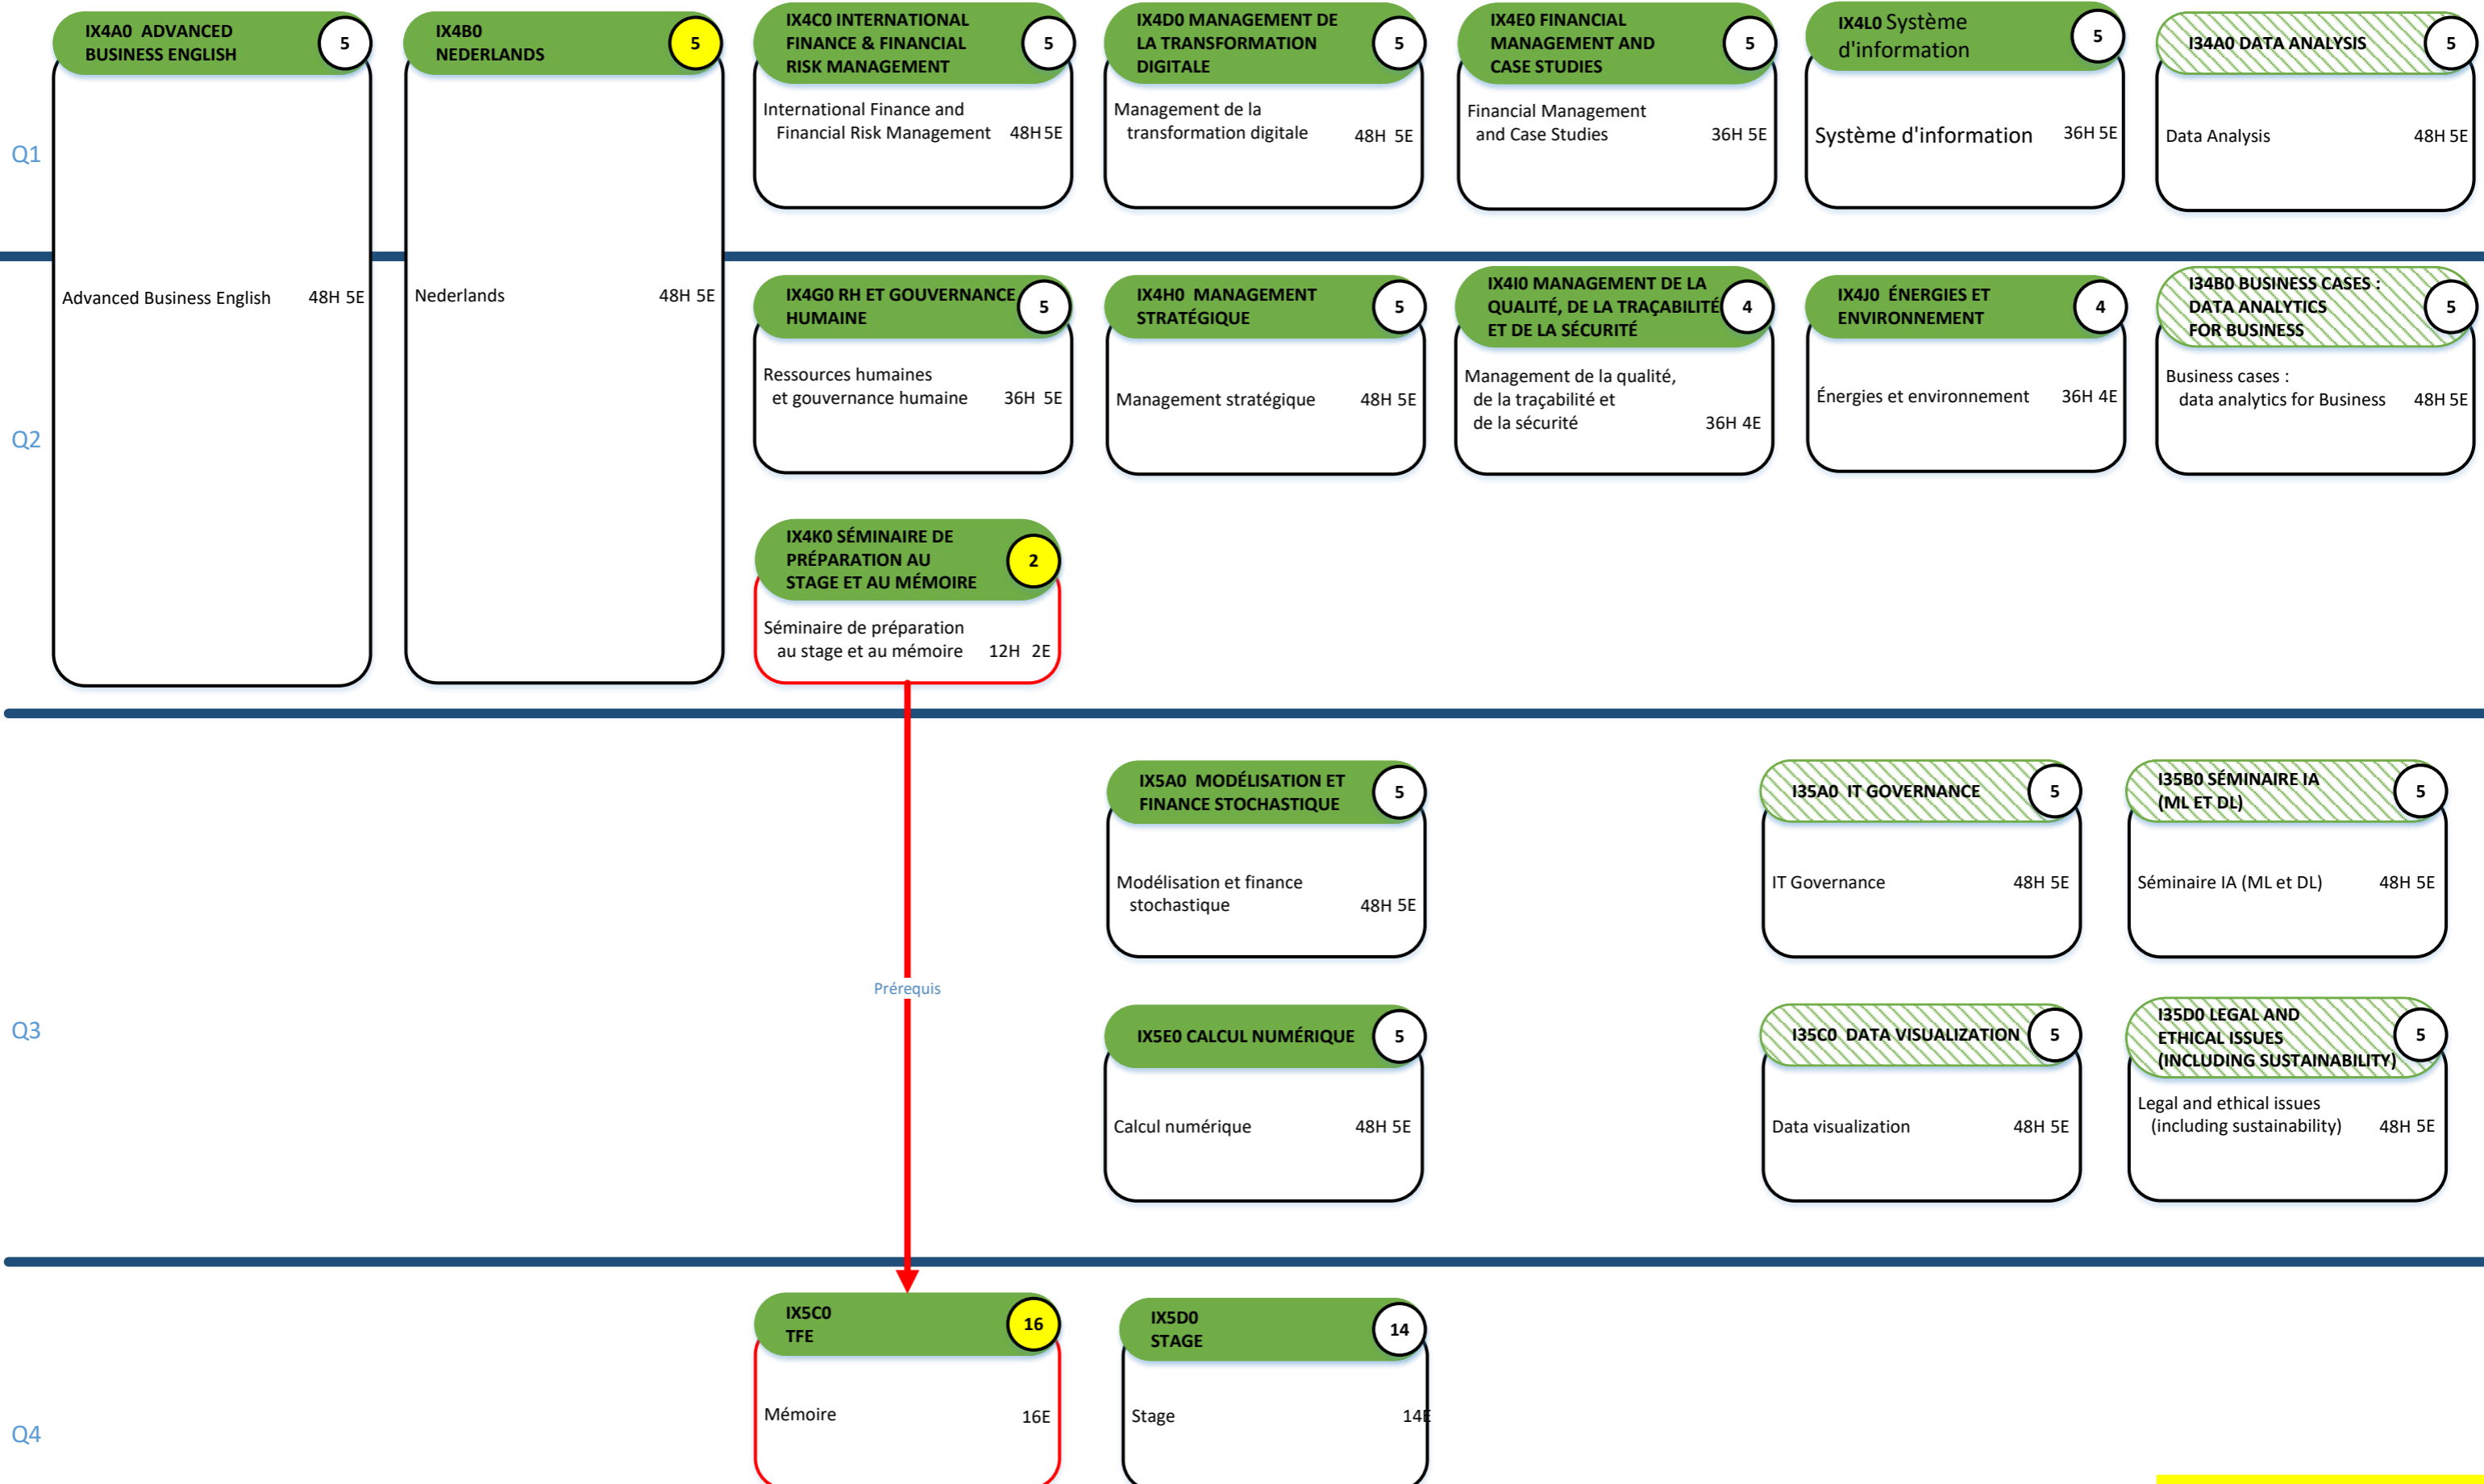 IX4A0 ADVANCED
BUSINESS ENGLISH
5
IX4B0
NEDERLANDS
5
IX4C0 INTERNATIONAL
FINANCE & FINANCIAL
RISK MANAGEMENT
5
IX4D0 MANAGEMENT DE
LA TRANSFORMATION
DIGITALE
5
IX4E0 FINANCIAL
MANAGEMENT AND
CASE STUDIES
5
IX4L0 Système
d'information
5
I34A0 DATA ANALYSIS
5
Q1
International Finance and
Financial Risk Management 48H 5E
Management de la
transformation digitale 48H 5E
Financial Management
and Case Studies 36H 5E
Système d'information 36H 5E
Data Analysis 48H 5E
Advanced Business English 48H 5E
Nederlands 48H 5E
IX4G0 RH ET GOUVERNANCE
HUMAINE
5
IX4H0 MANAGEMENT
STRATÉGIQUE
5
IX4I0 MANAGEMENT DE LA
QUALITÉ, DE LA TRAÇABILITÉ
ET DE LA SÉCURITÉ
4
IX4J0 ÉNERGIES ET
ENVIRONNEMENT
4
I34B0 BUSINESS CASES :
DATA ANALYTICS
FOR BUSINESS
5
Q2
Ressources humaines
et gouvernance humaine 36H 5E
Management stratégique 48H 5E
Management de la qualité,
de la traçabilité et
de la sécurité 36H 4E
Énergies et environnement 36H 4E
Business cases :
data analytics for Business 48H 5E
IX4K0 SÉMINAIRE DE
PRÉPARATION AU
STAGE ET AU MÉMOIRE
2
Séminaire de préparation
au stage et au mémoire 12H 2E
Prérequis
IX5A0 MODÉLISATION ET
FINANCE STOCHASTIQUE
5
I35A0 IT GOVERNANCE
5
I35B0 SÉMINAIRE IA
(ML ET DL)
5
Modélisation et finance
stochastique 48H 5E
IT Governance 48H 5E
Séminaire IA (ML et DL) 48H 5E
Q3
IX5E0 CALCUL NUMÉRIQUE
5
I35C0 DATA VISUALIZATION
5
I35D0 LEGAL AND
ETHICAL ISSUES
(INCLUDING SUSTAINABILITY)
5
Calcul numérique 48H 5E
Data visualization 48H 5E
Legal and ethical issues
(including sustainability) 48H 5E
IX5C0
TFE
16
IX5D0
STAGE
14
Q4
Mémoire 16E
Stage 14E